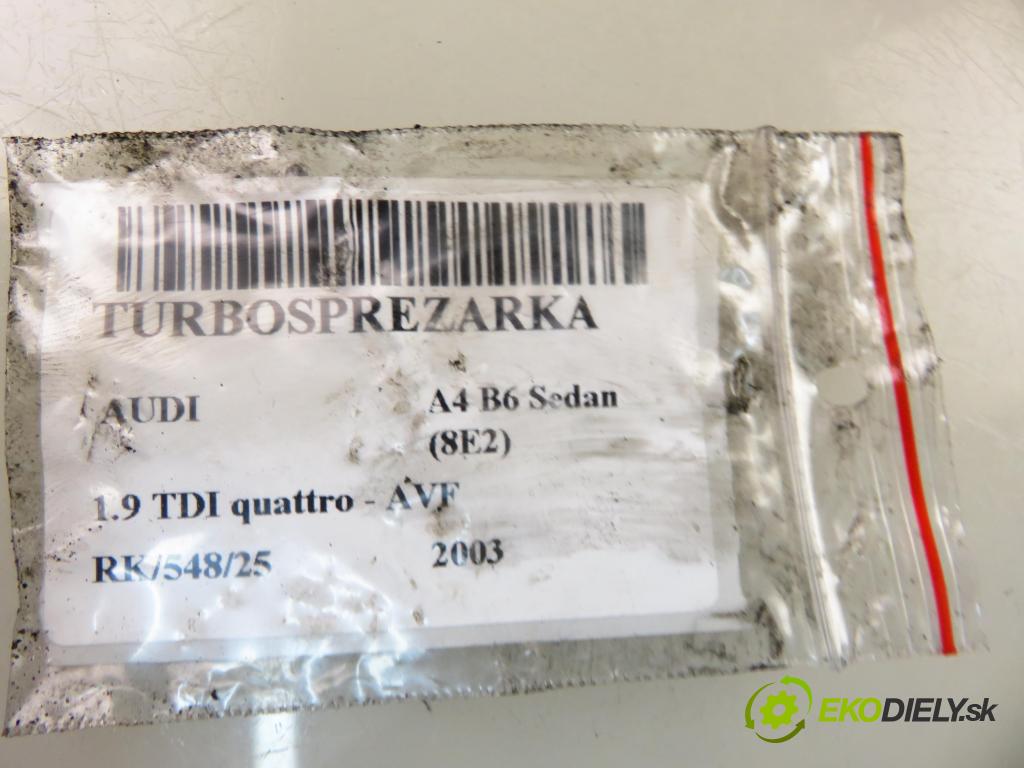 TURBOSPREZARKA
AUDI
A4 B6 Sedan
(8E2)
1.9 TDI quattro - AVF
RK/548/25
2003
EKODIELY.sk